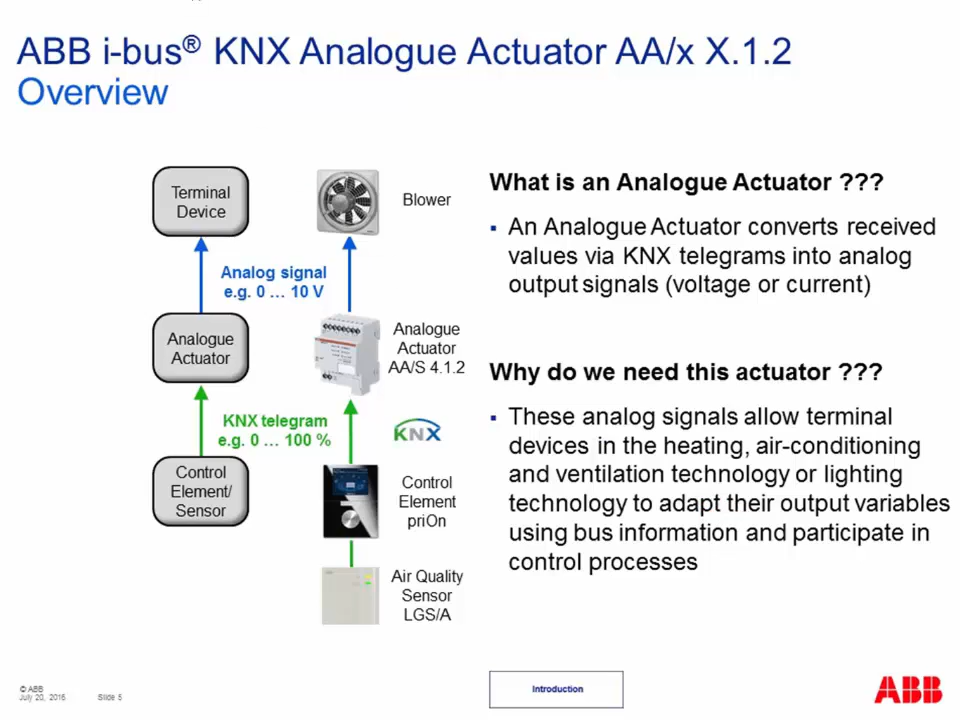 ABB i-bus® KNX Analogue Actuator AA/x X.1.2
Overview
Terminal
Device
Blower
Analog signal
e.g. 0 … 10 V
Analogue
Actuator
Analogue
Actuator
AA/S 4.1.2
KNX telegram
e.g. 0 … 100 %
KNX
Control
Element/
Sensor
Control
Element
priOn
Air Quality
Sensor
LGS/A
What is an Analogue Actuator ???
▪ An Analogue Actuator converts received
values via KNX telegrams into analog
output signals (voltage or current)
Why do we need this actuator ???
▪ These analog signals allow terminal
devices in the heating, air-conditioning
and ventilation technology or lighting
technology to adapt their output variables
using bus information and participate in
control processes
© ABB
July 20, 2016
Slide 5
Introduction
ABB